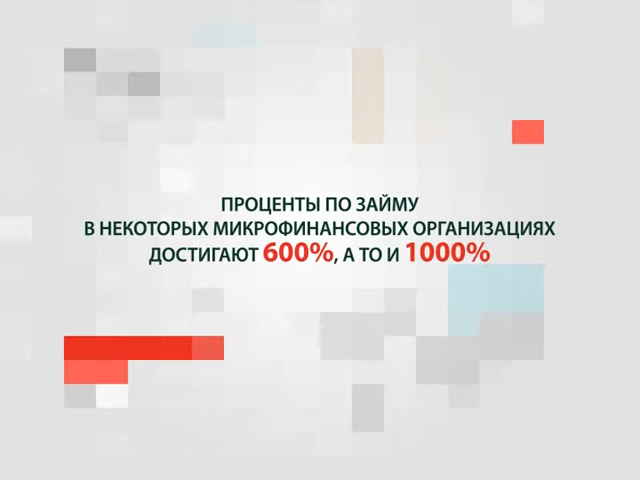 ПРОЦЕНТЫ ПО ЗАЙМУ
В НЕКОТОРЫХ МИКРОФИНАНСОВЫХ ОРГАНИЗАЦИЯХ
ДОСТИГАЮТ 600%, А ТО И 1000%